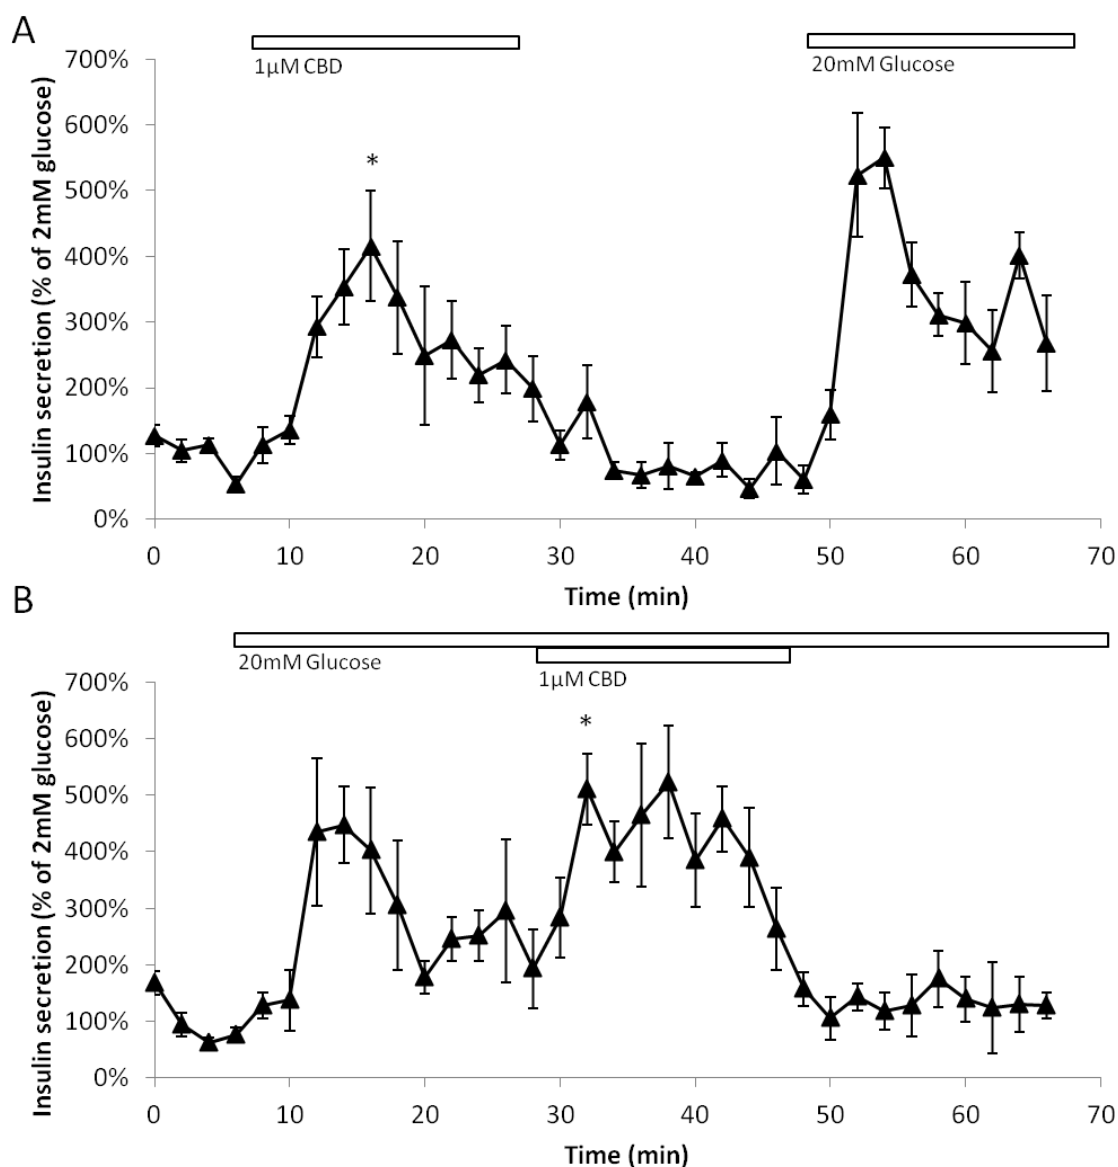 A
1µM CBD
20mM Glucose
Insulin secretion (% of 2mM glucose)
700%
600%
500%
400%
300%
200%
100%
0%
*
0 10 20 30 40 50 60 70
Time (min)
B
20mM Glucose
1µM CBD
Insulin secretion (% of 2mM glucose)
700%
600%
500%
400%
300%
200%
100%
0%
*
0 10 20 30 40 50 60 70
Time (min)